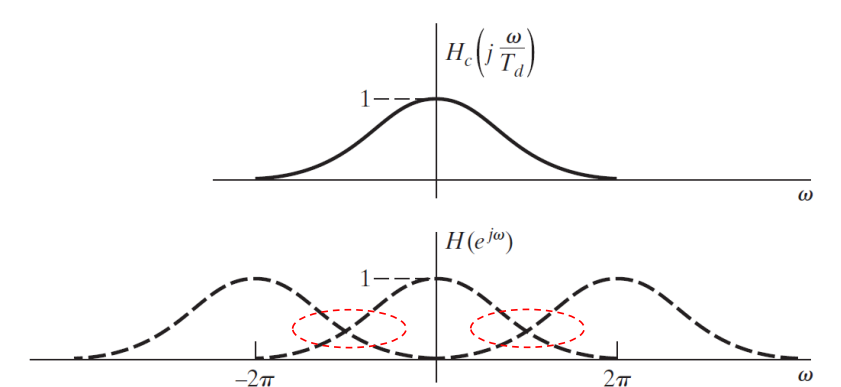 H_c(j ω/T_d)
1
ω
H(e^{jω})
1
−2π
2π
ω